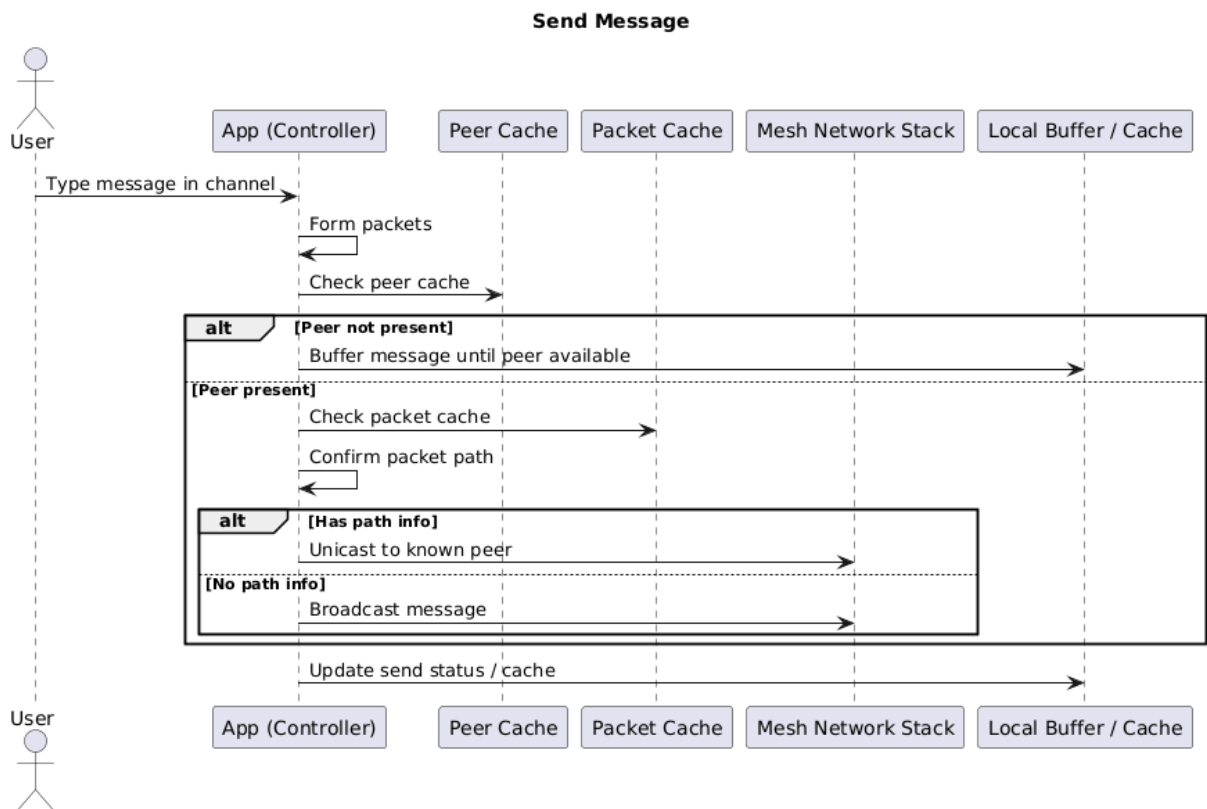 Send Message
User
App (Controller)
Peer Cache
Packet Cache
Mesh Network Stack
Local Buffer / Cache
Type message in channel
Form packets
Check peer cache
alt
[Peer not present]
Buffer message until peer available
[Peer present]
Check packet cache
Confirm packet path
alt
[Has path info]
Unicast to known peer
[No path info]
Broadcast message
Update send status / cache
User
App (Controller)
Peer Cache
Packet Cache
Mesh Network Stack
Local Buffer / Cache